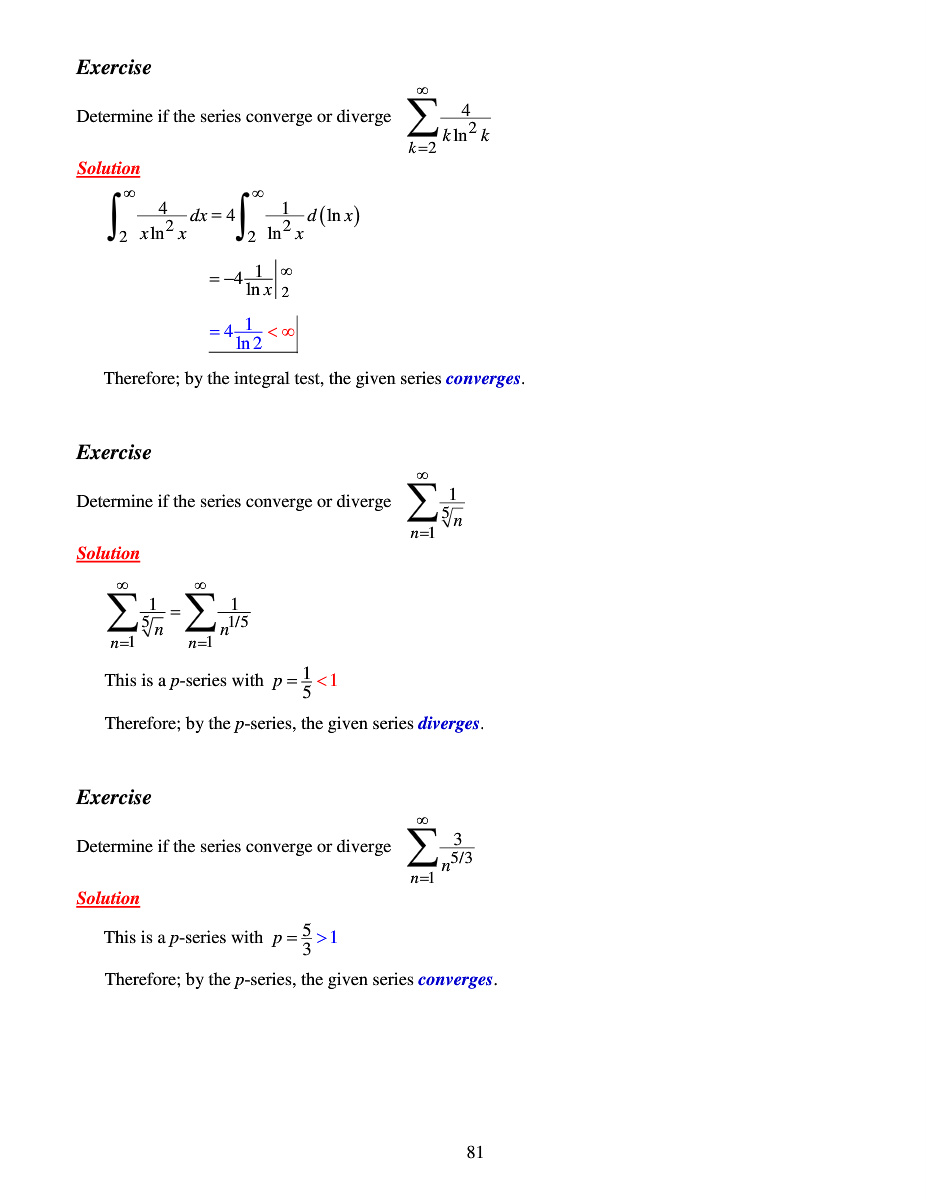 Exercise
Determine if the series converge or diverge $\sum_{k=2}^{\infty} \frac{4}{k \ln^2 k}$
Solution
$\int_2^{\infty} \frac{4}{x \ln^2 x} dx = 4 \int_2^{\infty} \frac{1}{\ln^2 x} d(\ln x)$
$= -4 \frac{1}{\ln x} \Big|_2^{\infty}$
$= 4 \frac{1}{\ln 2} < \infty$
Therefore; by the integral test, the given series converges.
Exercise
Determine if the series converge or diverge $\sum_{n=1}^{\infty} \frac{1}{\sqrt[5]{n}}$
Solution
$\sum_{n=1}^{\infty} \frac{1}{\sqrt[5]{n}} = \sum_{n=1}^{\infty} \frac{1}{n^{1/5}}$
This is a p-series with $p = \frac{1}{5} < 1$
Therefore; by the p-series, the given series diverges.
Exercise
Determine if the series converge or diverge $\sum_{n=1}^{\infty} \frac{3}{n^{5/3}}$
Solution
This is a p-series with $p = \frac{5}{3} > 1$
Therefore; by the p-series, the given series converges.
81